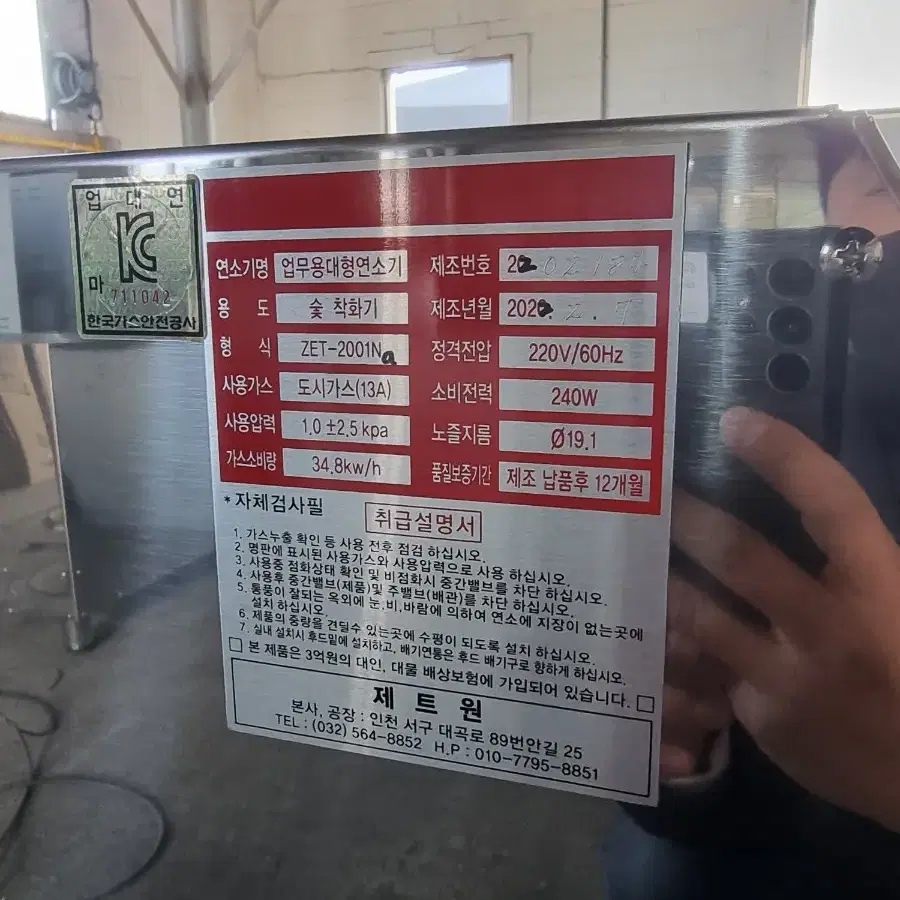 업 대 연
KC
마 711042
한국가스안전공사
연소기명 업무용대형연소기 제조번호
용 도 숯 착화기 제조년월 202
형 식 ZET-2001Na 정격전압 220V/60Hz
사용가스 도시가스(13A) 소비전력 240W
사용압력 1.0 ±2.5 kpa 노즐지름 Ø19.1
가스소비량 34.8kw/h 품질보증기간 제조 납품후 12개월
*자체검사필
취급설명서
1. 가스누출 확인 등 사용 전후 점검 하십시오.
2. 명판에 표시된 사용가스와 사용압력으로 사용 하십시오.
3. 사용중 점화상태 확인 및 비점화시 중간밸브를 차단 하십시오.
4. 사용후 중간밸브(제품)및 주밸브(배관)를 차단 하십시오.
5. 통풍이 잘되는 옥외에 눈,비,바람에 의하여 연소에 지장이 없는곳에
설치 하십시오.
6. 제품의 중량을 견딜수 있는곳에 수평이 되도록 설치 하십시오.
7. 실내 설치시 후드밑에 설치하고, 배기연통은 후드 배기구로 향하게 하십시오.
□ 본 제품은 3억원의 대인, 대물 배상보험에 가입되어 있습니다. □
제 트 원
본사, 공장 : 인천 서구 대곡로 89번안길 25
TEL : (032) 564-8852 H.P : 010-7795-8851